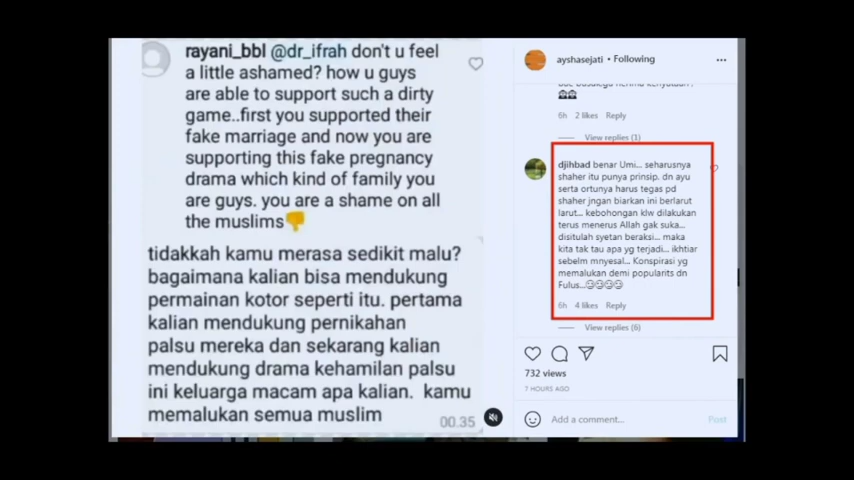 rayani_bbl @dr_ifrah don't u feel
a little ashamed? how u guys
are able to support such a dirty
game..first you supported their
fake marriage and now you are
supporting this fake pregnancy
drama which kind of family you
are guys. you are a shame on all
the muslims👎
tidakkah kamu merasa sedikit malu?
bagaimana kalian bisa mendukung
permainan kotor seperti itu. pertama
kalian mendukung pernikahan
palsu mereka dan sekarang kalian
mendukung drama kehamilan palsu
ini keluarga macam apa kalian. kamu
memalukan semua muslim
00.35
ayshasejati • Following
6h 2 likes Reply
View replies (1)
djihbad benar Umi... seharusnya
shaher itu punya prinsip. dn ayu
serta ortunya harus tegas pd
shaher jngan biarkan ini berlarut
larut... kebohongan klw dilakukan
terus menerus Allah gak suka...
disitulah syetan beraksi... maka
kita tak tau apa yg terjadi... ikhtiar
sebelm mnyesal... Konspirasi yg
memalukan demi popularits dn
Fulus...
6h 4 likes Reply
View replies (6)
732 views
7 HOURS AGO
Add a comment...
Post